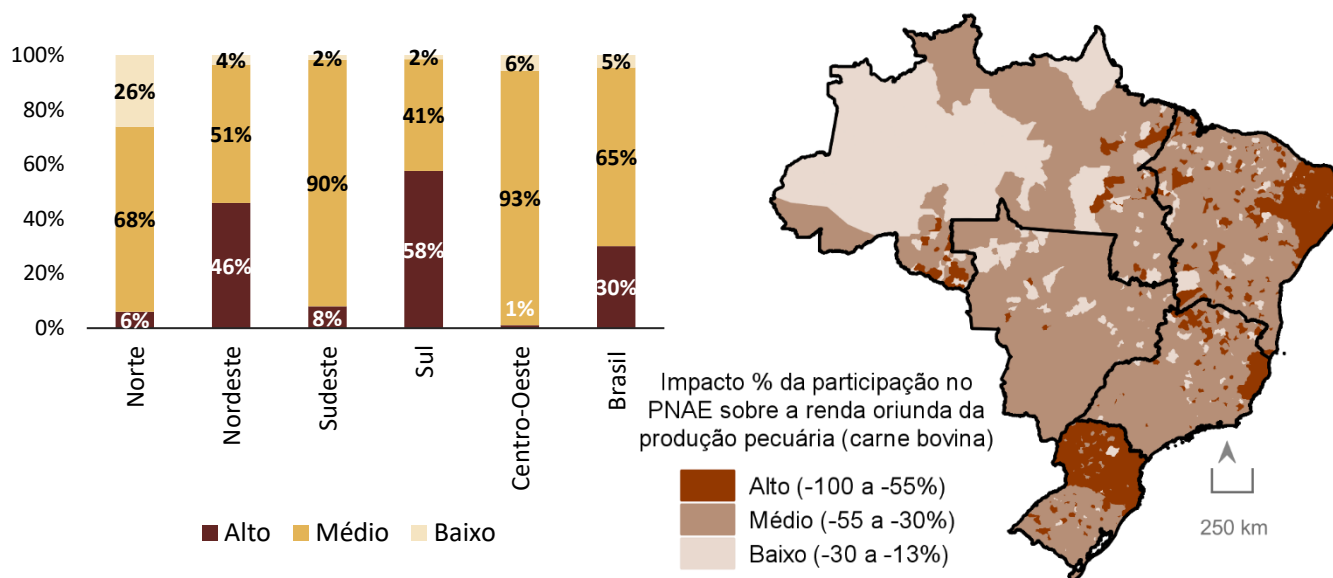 100%
80%
60%
40%
20%
0%
26%
68%
6%
4%
51%
46%
2%
90%
8%
2%
41%
58%
6%
93%
1%
5%
65%
30%
Norte
Nordeste
Sudeste
Sul
Centro-Oeste
Brasil
Alto Médio Baixo
Impacto % da participação no
PNAE sobre a renda oriunda da
produção pecuária (carne bovina)
Alto (-100 a -55%)
Médio (-55 a -30%)
Baixo (-30 a -13%)
250 km